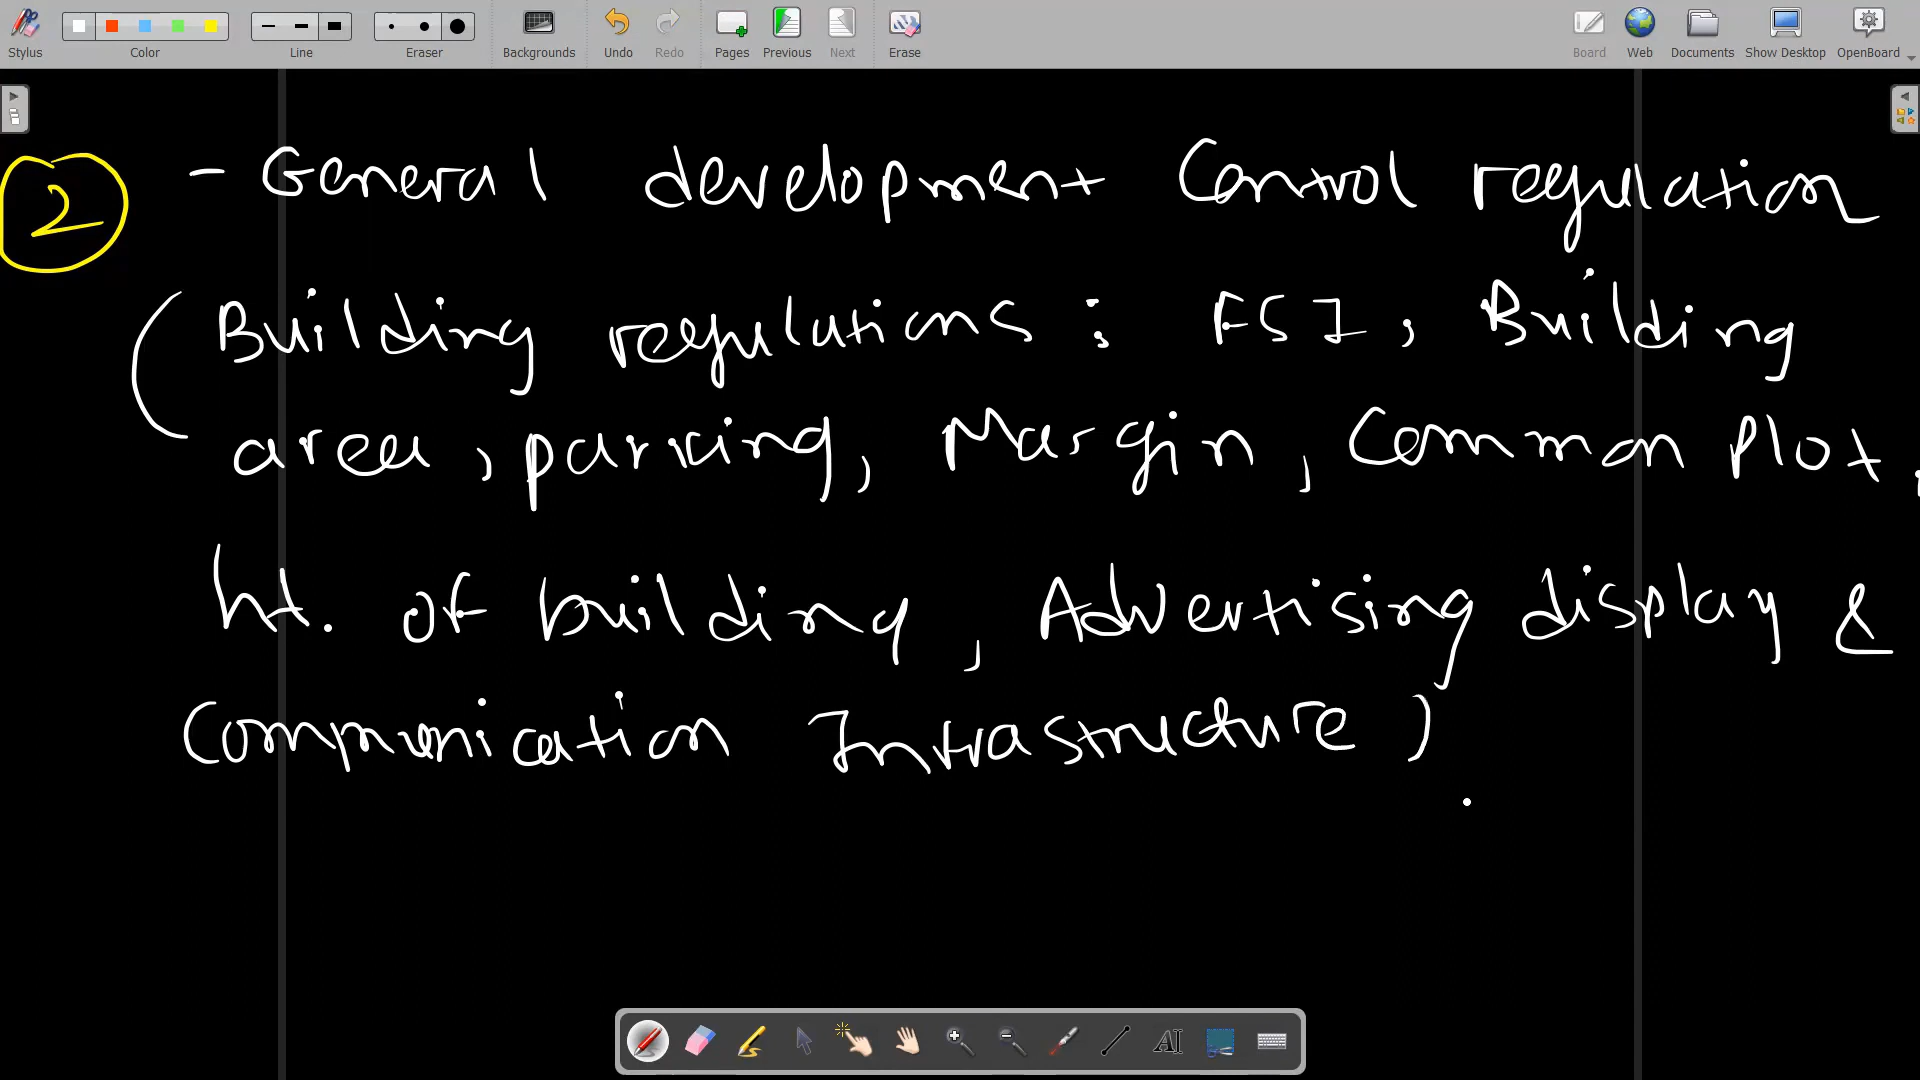 Stylus
Color
Line
Eraser
Backgrounds
Undo
Redo
Pages
Previous
Next
Erase
Board
Web
Documents
Show Desktop
OpenBoard
2
- General development Control regulation
(Building regulations : FSI, Building
area, parking, Margin, Common Plot,
ht. of building, Advertising display &
Communication Infrastructure)
.
AI